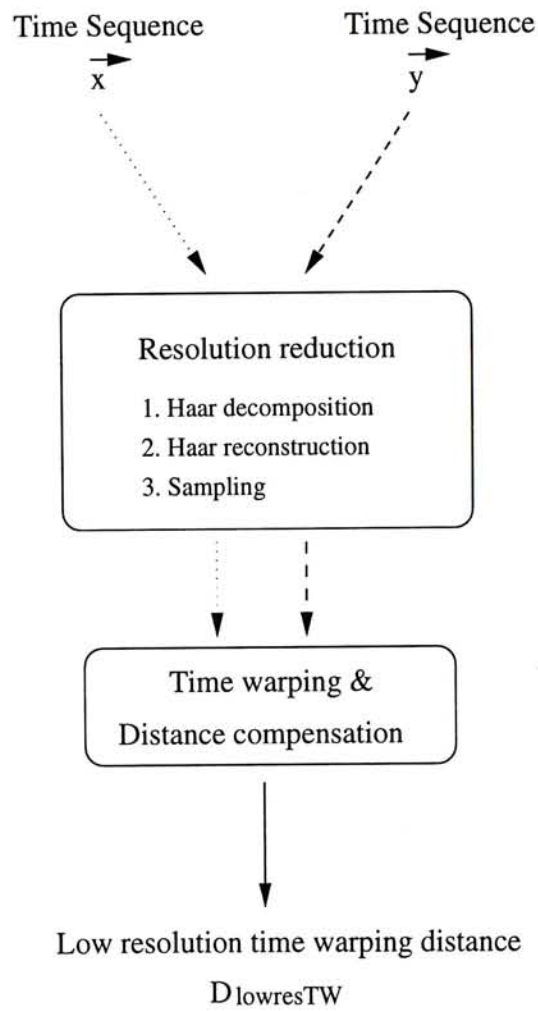 Time Sequence
x
Time Sequence
y
Resolution reduction
1. Haar decomposition
2. Haar reconstruction
3. Sampling
Time warping &
Distance compensation
Low resolution time warping distance
D lowresTW